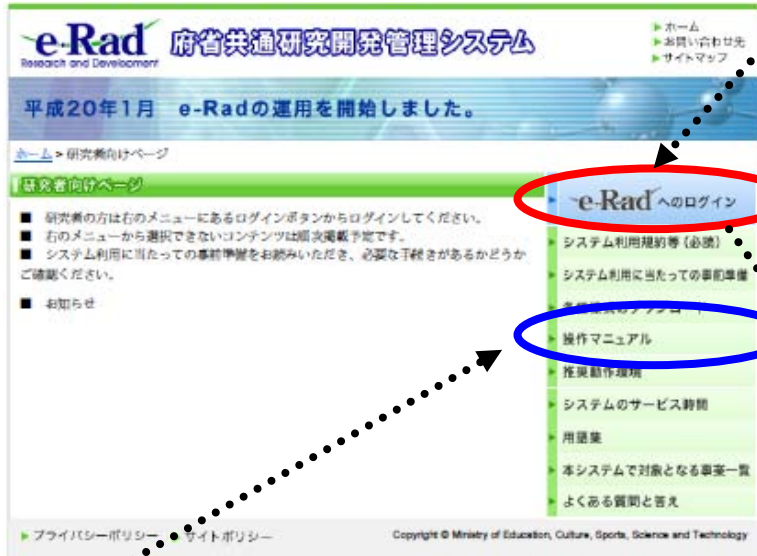 e-Rad 府省共通研究開発管理システム
Research and Development
ホーム
お問い合わせ先
サイトマップ
平成20年1月 e-Radの運用を開始しました。
ホーム > 研究者向けページ
研究者向けページ
■ 研究者の方は右のメニューにあるログインボタンからログインしてください。
■ 右のメニューから選択できないコンテンツは順次掲載予定です。
■ システム利用に当たっての事前準備をお読みいただき、必要な手続きがあるかどうか
ご確認ください。
■ お知らせ
e-Rad へのログイン
システム利用規約等(必読)
システム利用に当たっての事前準備
ダウンロード
操作マニュアル
推奨動作環境
システムのサービス時間
用語集
本システムで対象となる事業一覧
よくある質問と答え
プライバシーポリシー サイトポリシー
Copyright © Ministry of Education, Culture, Sports, Science and Technology